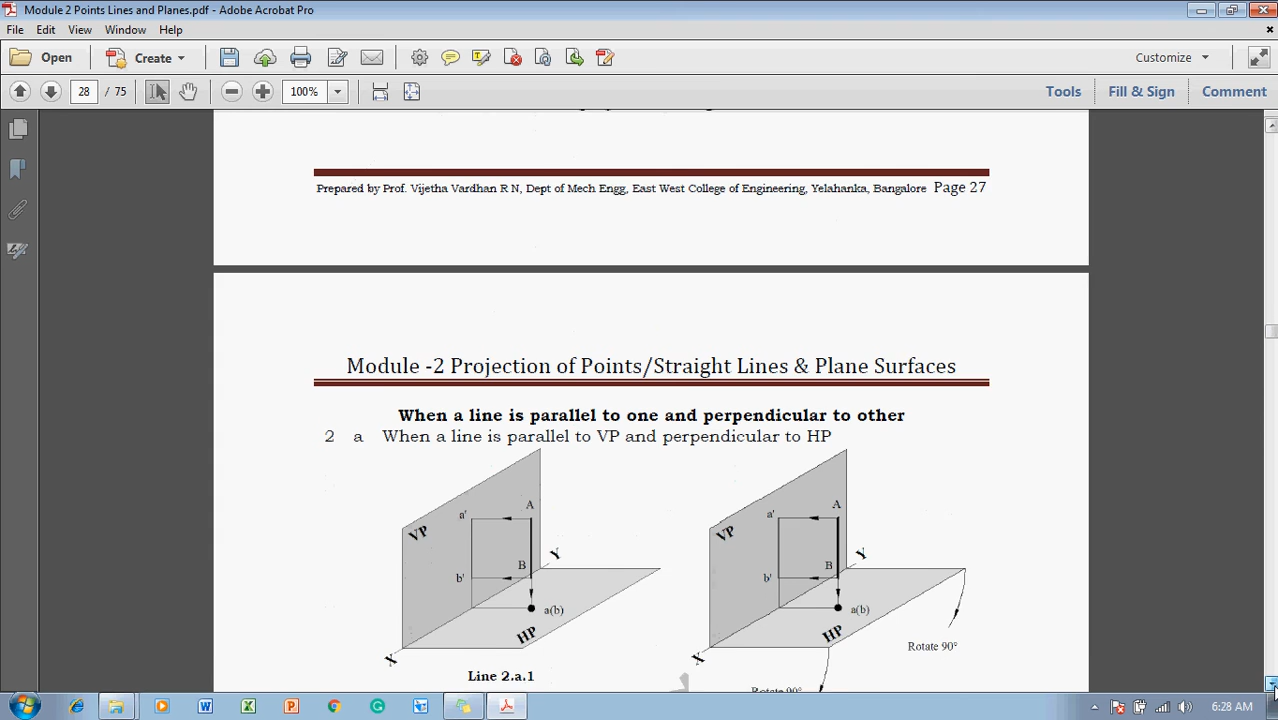 Module 2 Points Lines and Planes.pdf - Adobe Acrobat Pro
File Edit View Window Help
Open Create Customize
28 / 75 100% Tools Fill & Sign Comment
Prepared by Prof. Vijetha Vardhan R N, Dept of Mech Engg, East West College of Engineering, Yelahanka, Bangalore Page 27
Module -2 Projection of Points/Straight Lines & Plane Surfaces
When a line is parallel to one and perpendicular to other
2 a When a line is parallel to VP and perpendicular to HP
VP a' A b' B Y a(b) HP X
Line 2.a.1
VP a' A b' B Y a(b) HP X
Rotate 90°
Rotate 90°
6:28 AM